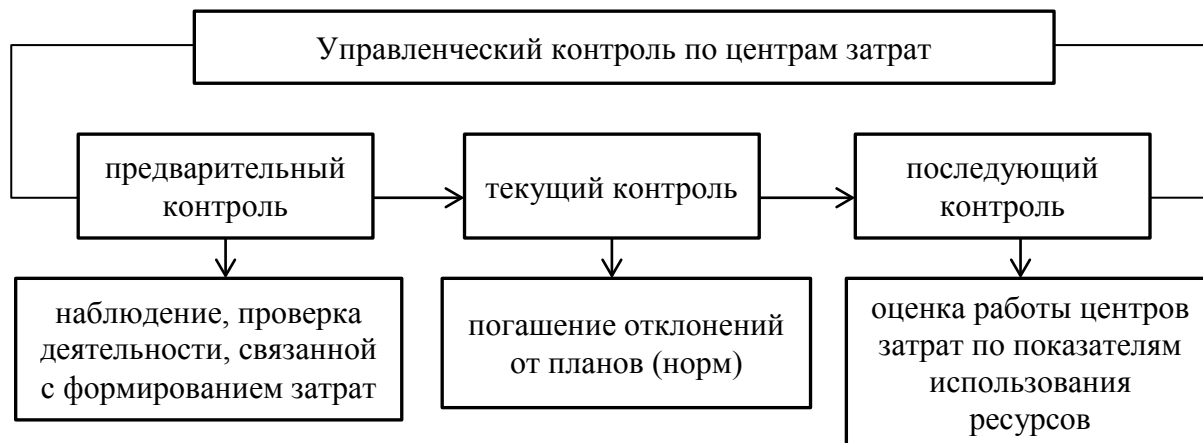 Управленческий контроль по центрам затрат
предварительный
контроль
текущий контроль
последующий
контроль
наблюдение, проверка
деятельности, связанной
с формированием затрат
погашение отклонений
от планов (норм)
оценка работы центров
затрат по показателям
использования
ресурсов